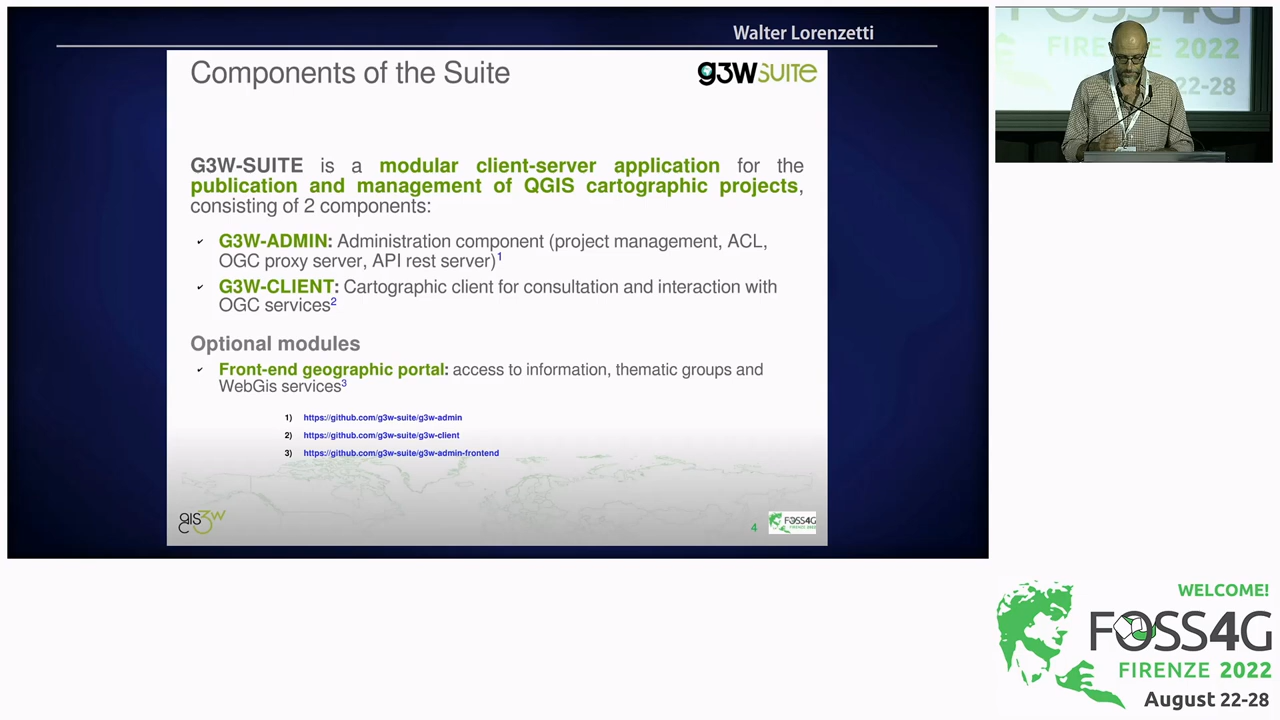 Walter Lorenzetti
Components of the Suite
g3wSUITE
G3W-SUITE is a modular client-server application for the
publication and management of QGIS cartographic projects,
consisting of 2 components:
✔ G3W-ADMIN: Administration component (project management, ACL,
OGC proxy server, API rest server)1
✔ G3W-CLIENT: Cartographic client for consultation and interaction with
OGC services2
Optional modules
✔ Front-end geographic portal: access to information, thematic groups and
WebGis services3
1) https://github.com/g3w-suite/g3w-admin
2) https://github.com/g3w-suite/g3w-client
3) https://github.com/g3w-suite/g3w-admin-frontend
GIS3W
4
FOSS4G
FIRENZE 2022
FIRENZE 2022
22-28
WELCOME!
FOSS4G
FIRENZE 2022
August 22-28